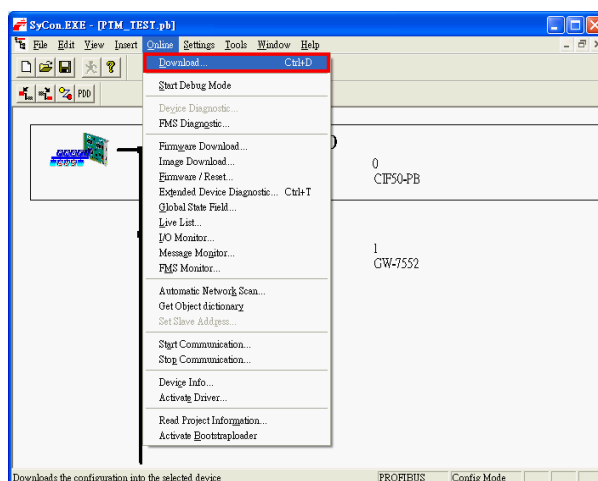 SyCon.EXE - [PTM_TEST.pb]
File Edit View Insert Online Settings Tools Window Help
PDD
Download... Ctrl+D
Start Debug Mode
Device Diagnostic...
FMS Diagnostic...
Firmware Download...
Image Download...
Firmware / Reset...
Extended Device Diagnostic... Ctrl+T
Global State Field...
Live List...
I/O Monitor...
Message Monitor...
FMS Monitor...
Automatic Network Scan...
Get Object dictionary
Set Slave Address...
Start Communication...
Stop Communication...
Device Info...
Activate Driver...
Read Project Information...
Activate Bootstraploader
0
CIF50-PB
1
GW-7552
Downloads the configuration into the selected device PROFIBUS Config Mode